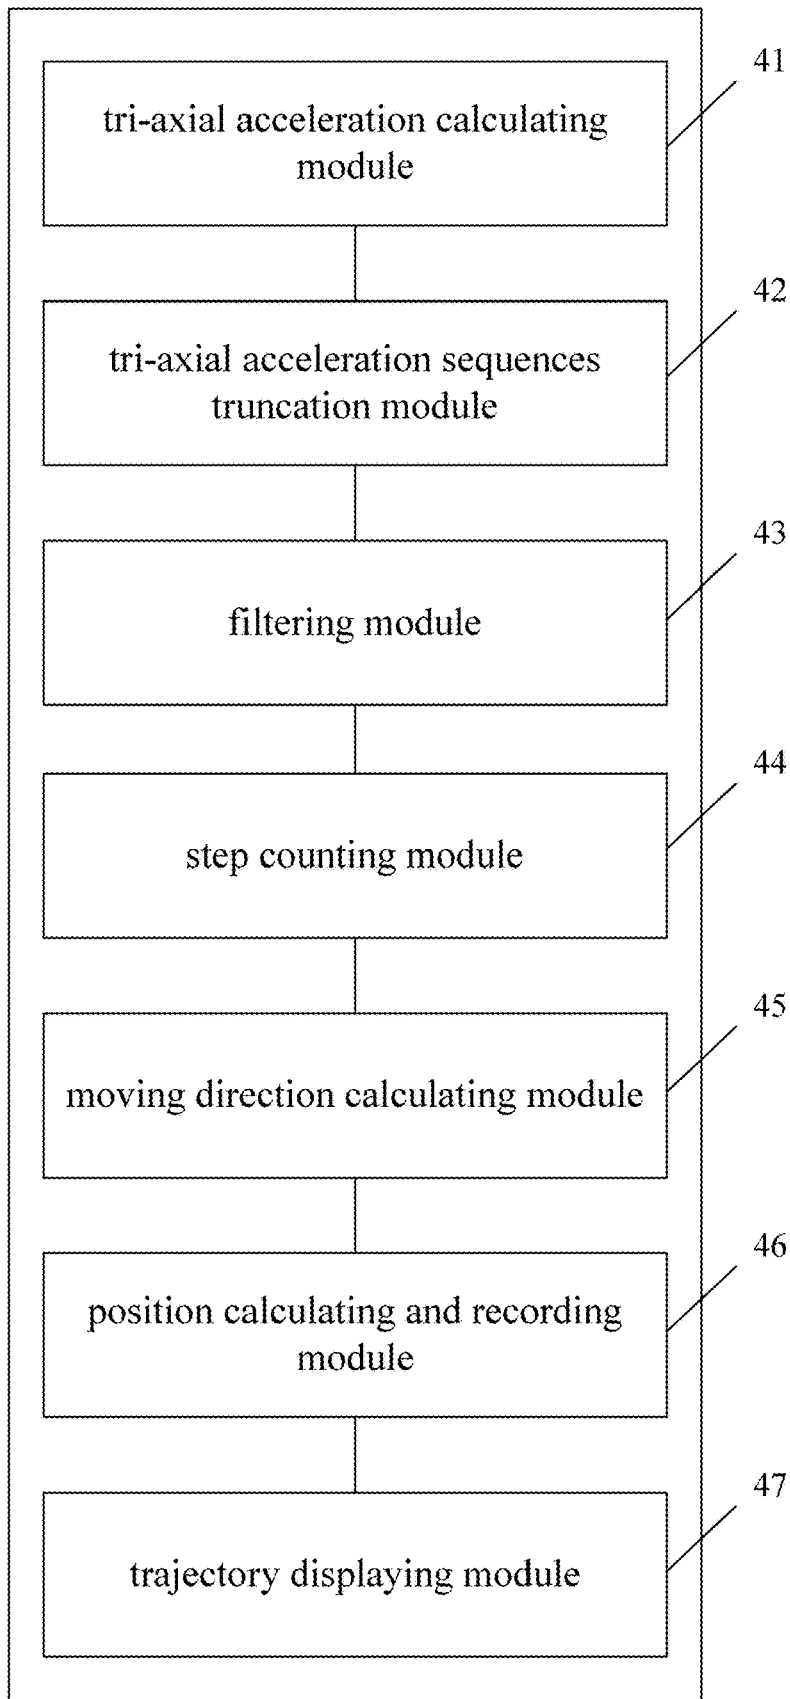 41
tri-axial acceleration calculating
module
42
tri-axial acceleration sequences
truncation module
43
filtering module
44
step counting module
45
moving direction calculating module
46
position calculating and recording
module
47
trajectory displaying module